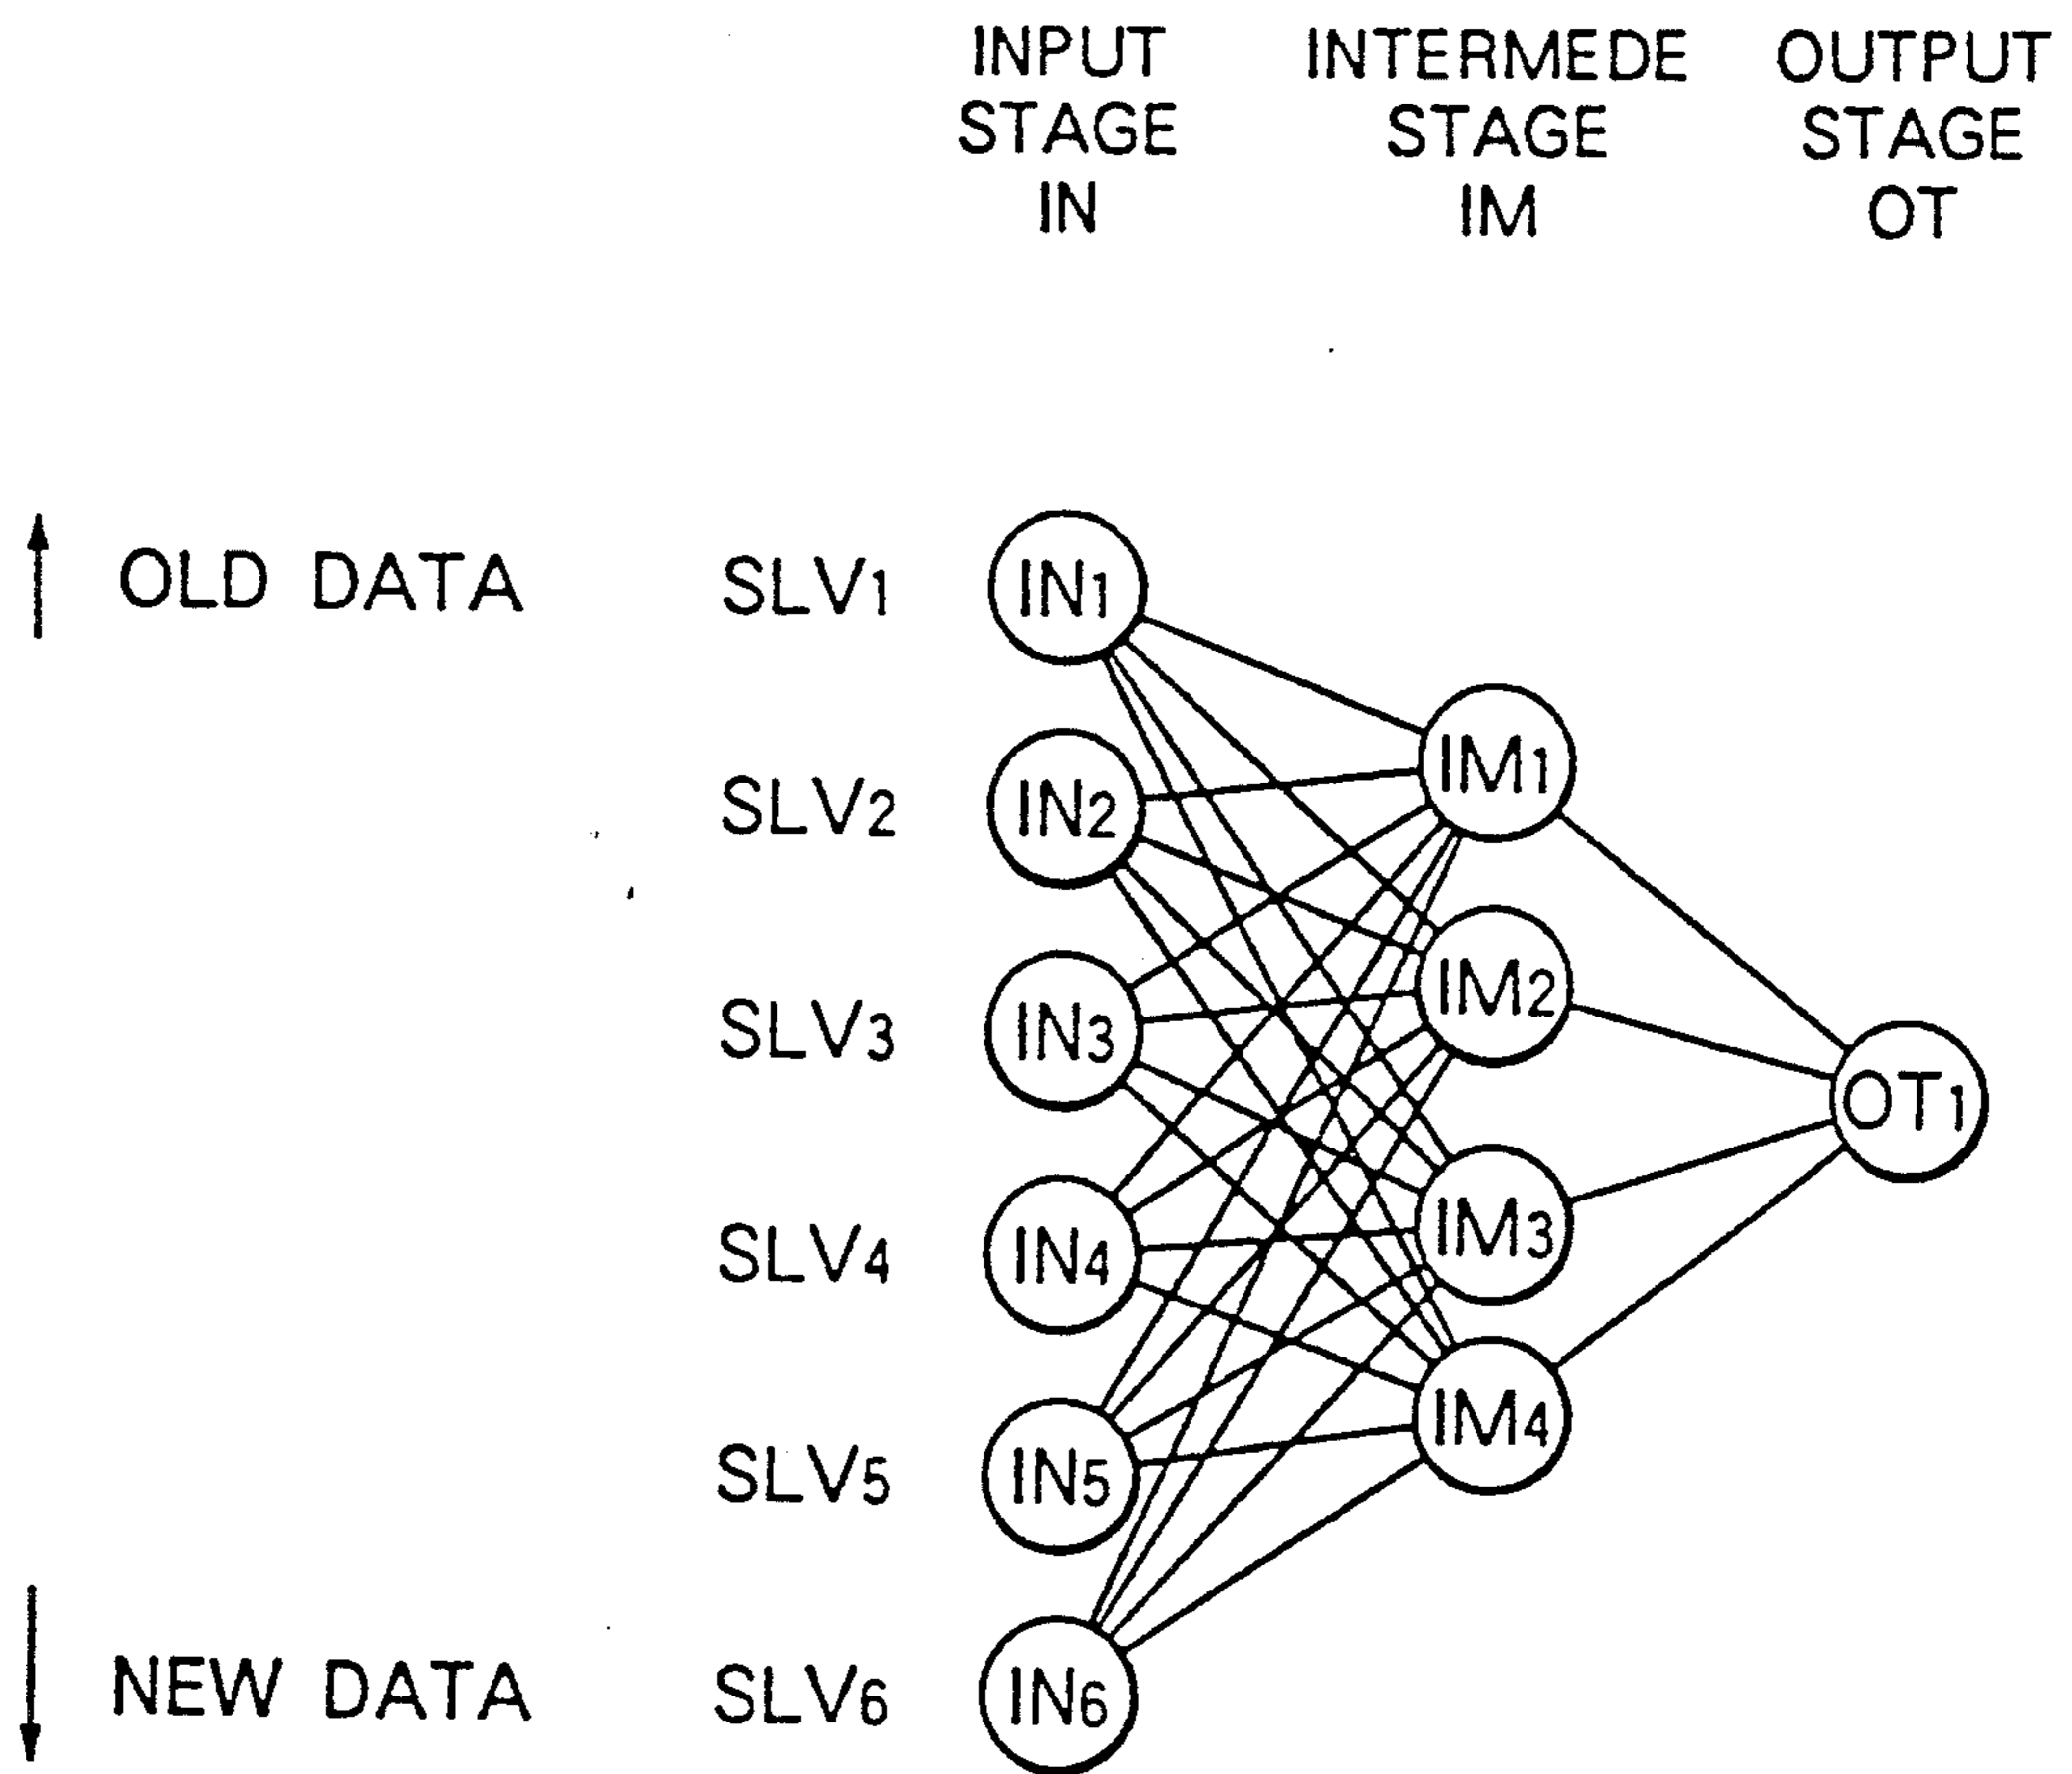 INPUT STAGE IN
INTERMEDE STAGE IM
OUTPUT STAGE OT
OLD DATA
SLV1
IN1
SLV2
IN2
SLV3
IN3
SLV4
IN4
SLV5
IN5
NEW DATA
SLV6
IN6
IM1
IM2
IM3
IM4
OT1